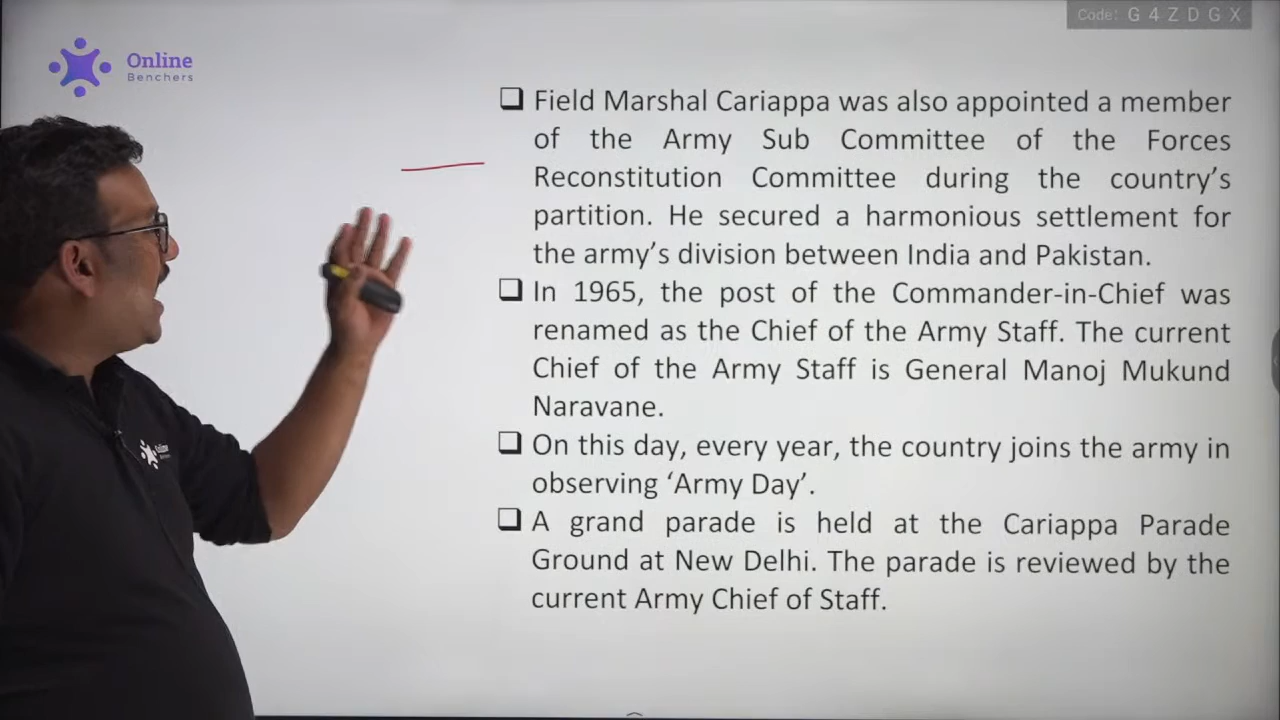 Code: G 4 Z D G X
Online
Benchers
Field Marshal Cariappa was also appointed a member
of the Army Sub Committee of the Forces
Reconstitution Committee during the country's
partition. He secured a harmonious settlement for
the army's division between India and Pakistan.
In 1965, the post of the Commander-in-Chief was
renamed as the Chief of the Army Staff. The current
Chief of the Army Staff is General Manoj Mukund
Naravane.
On this day, every year, the country joins the army in
observing ‘Army Day’.
A grand parade is held at the Cariappa Parade
Ground at New Delhi. The parade is reviewed by the
current Army Chief of Staff.
Online